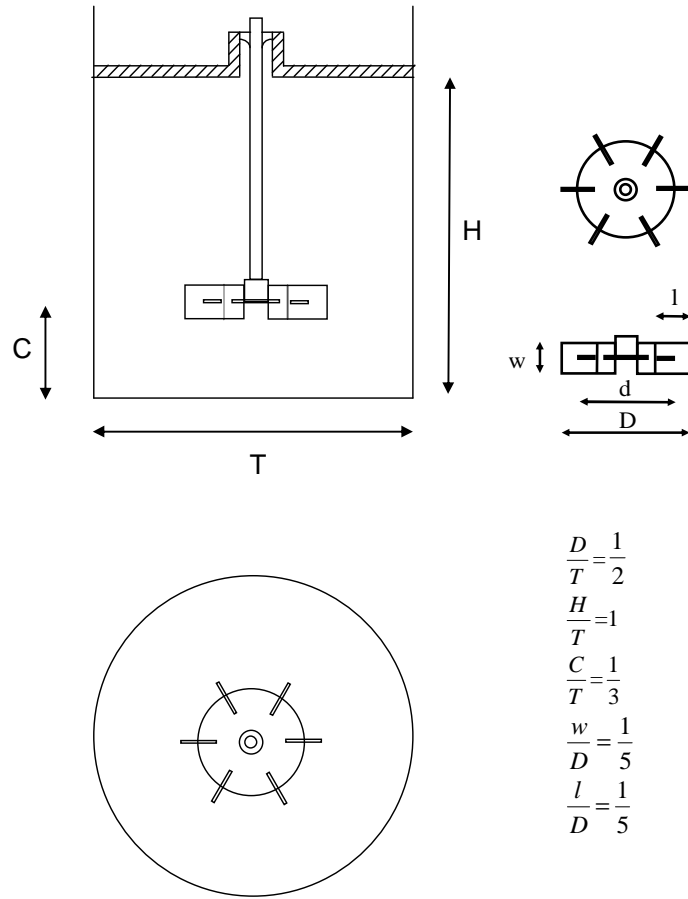 H
C
T
l
w
d
D
D/T = 1/2
H/T = 1
C/T = 1/3
w/D = 1/5
l/D = 1/5